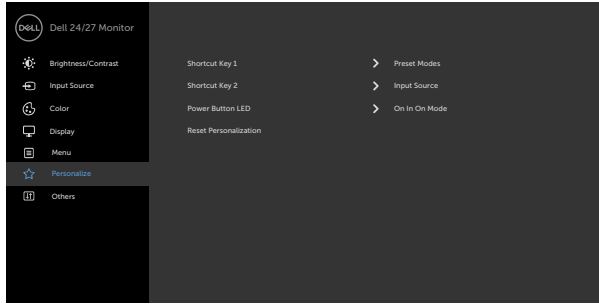 DELL Dell 24/27 Monitor
Brightness/Contrast Shortcut Key 1 Preset Modes
Input Source Shortcut Key 2 Input Source
Color Power Button LED On In On Mode
Display Reset Personalization
Menu
Personalize
Others